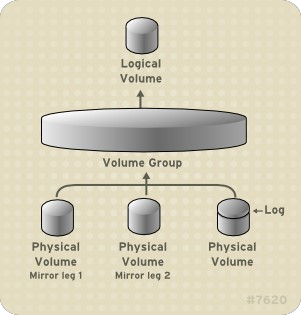 Logical
Volume
Volume Group
Log
Physical
Volume
Mirror leg 1
Physical
Volume
Mirror leg 2
Physical
Volume
#7620